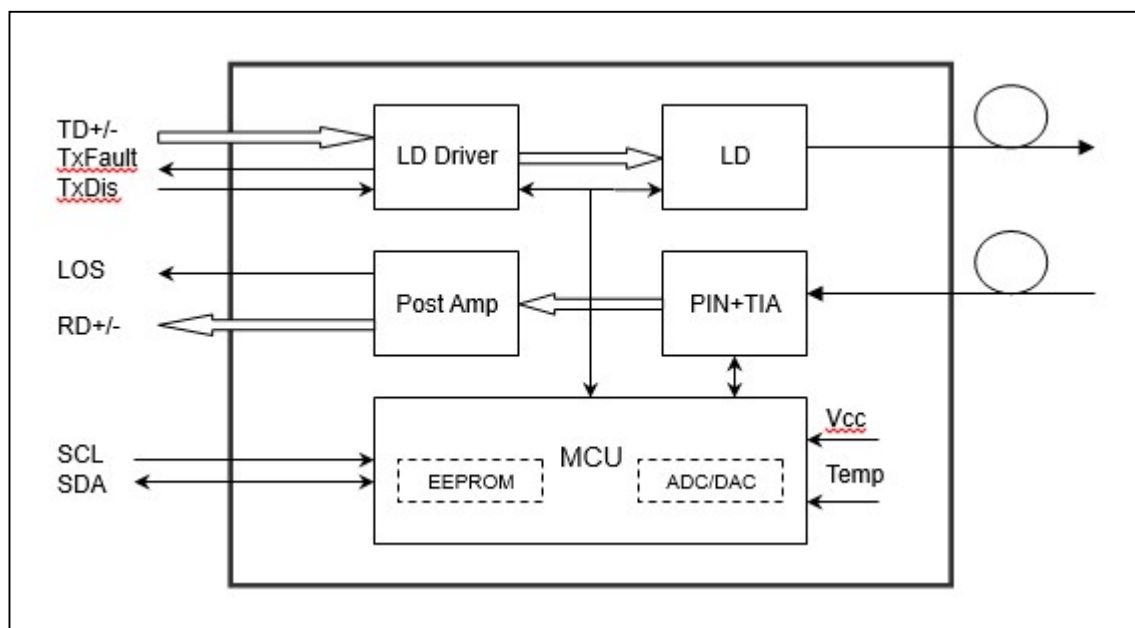 TD+/-
TxFault
TxDis
LD Driver
LD
LOS
RD+/-
Post Amp
PIN+TIA
SCL
SDA
MCU
EEPROM
ADC/DAC
Vcc
Temp